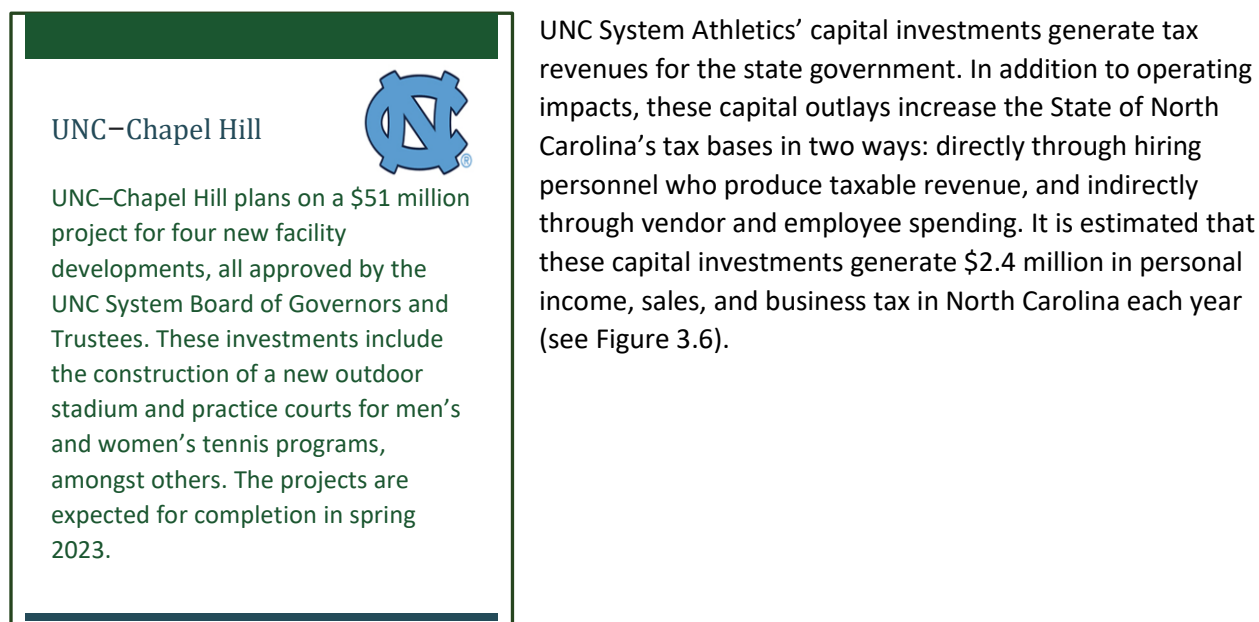 UNC−Chapel Hill
NC
®
UNC–Chapel Hill plans on a $51 million
project for four new facility
developments, all approved by the
UNC System Board of Governors and
Trustees. These investments include
the construction of a new outdoor
stadium and practice courts for men’s
and women’s tennis programs,
amongst others. The projects are
expected for completion in spring
2023.
UNC System Athletics’ capital investments generate tax
revenues for the state government. In addition to operating
impacts, these capital outlays increase the State of North
Carolina’s tax bases in two ways: directly through hiring
personnel who produce taxable revenue, and indirectly
through vendor and employee spending. It is estimated that
these capital investments generate $2.4 million in personal
income, sales, and business tax in North Carolina each year
(see Figure 3.6).